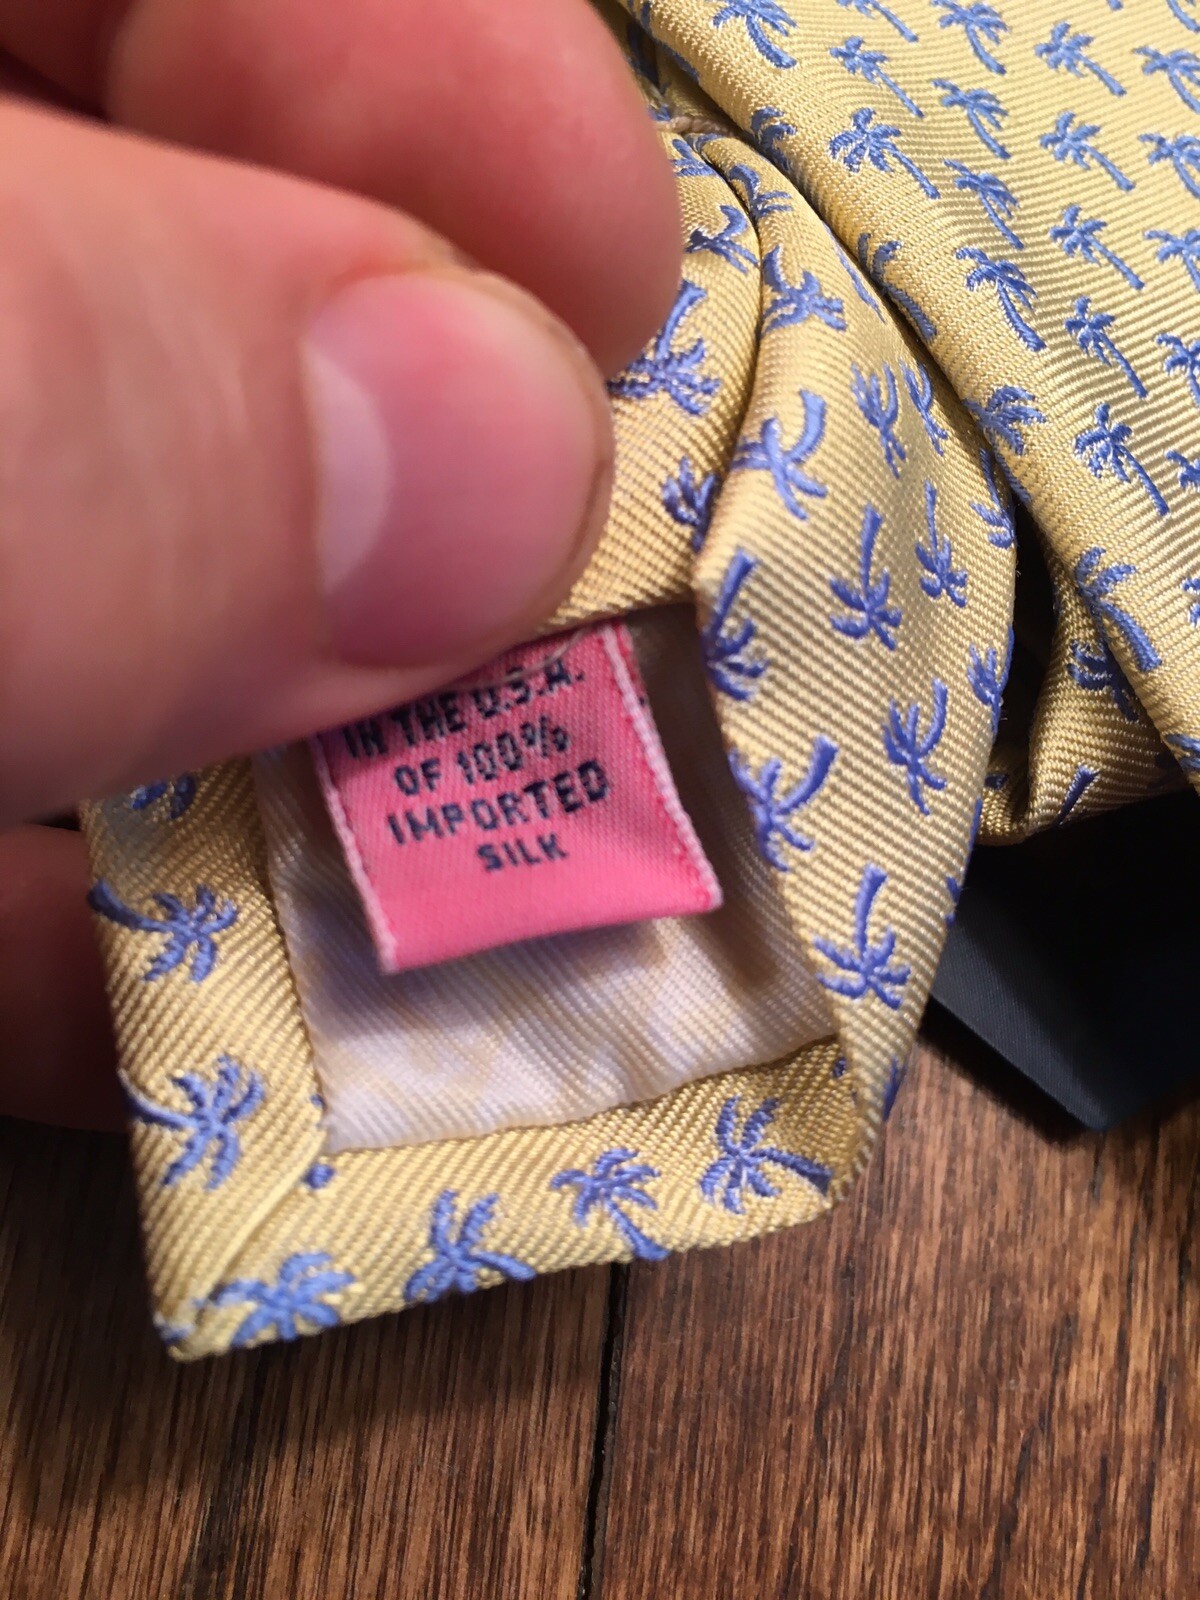 IN THE U.S.A.
OF 100%
IMPORTED
SILK